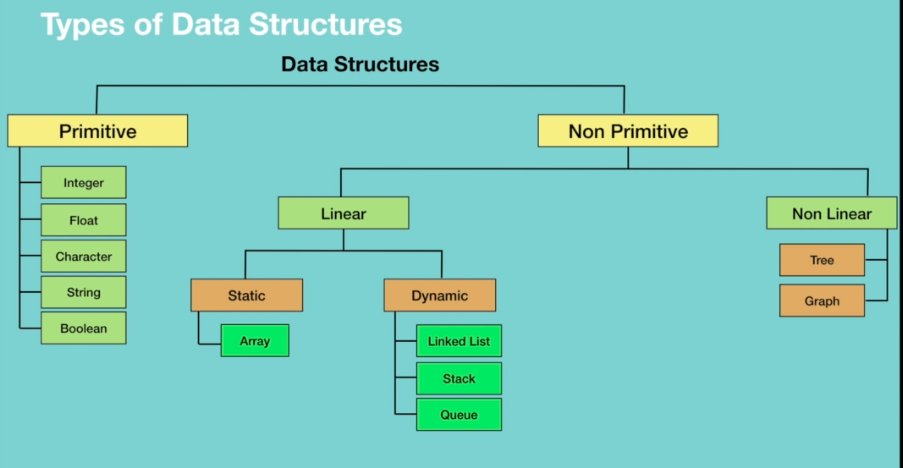 Types of Data Structures
Data Structures
Primitive
Non Primitive
Integer
Float
Character
String
Boolean
Linear
Non Linear
Static
Dynamic
Tree
Graph
Array
Linked List
Stack
Queue